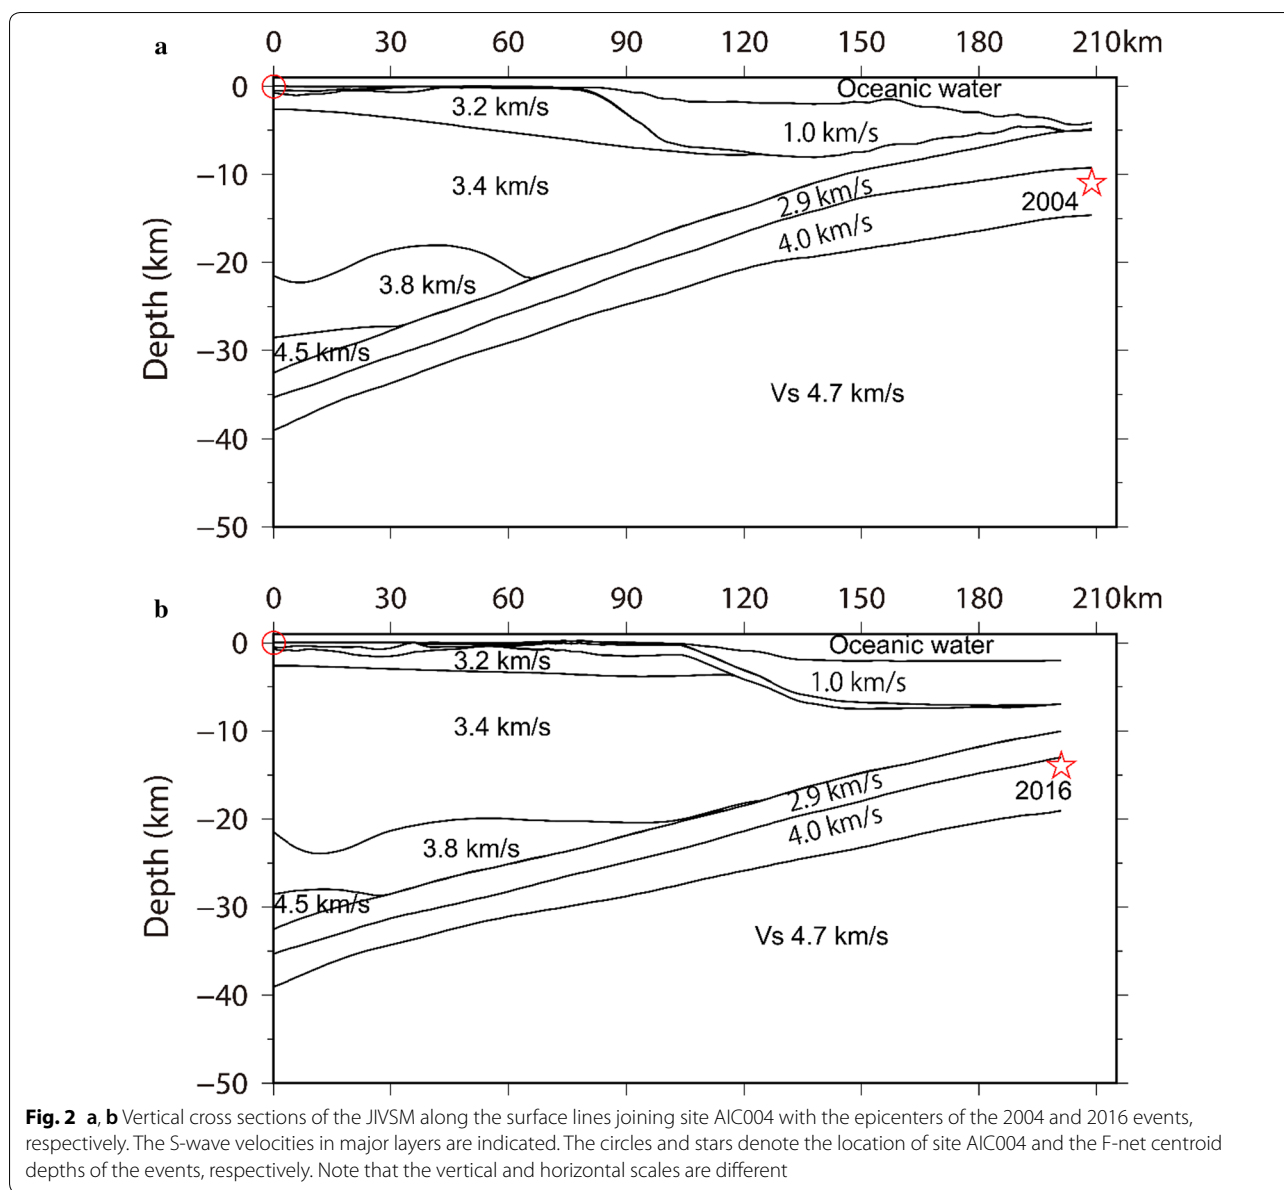 a
0 30 60 90 120 150 180 210km
0
−10
−20
−30
−40
−50
Depth (km)
Oceanic water
3.2 km/s
1.0 km/s
3.4 km/s
2.9 km/s
2004
4.0 km/s
3.8 km/s
4.5 km/s
Vs 4.7 km/s
b
0 30 60 90 120 150 180 210km
0
−10
−20
−30
−40
−50
Depth (km)
Oceanic water
3.2 km/s
1.0 km/s
3.4 km/s
2.9 km/s
2016
4.0 km/s
3.8 km/s
4.5 km/s
Vs 4.7 km/s
Fig. 2 a, b Vertical cross sections of the JIVSM along the surface lines joining site AIC004 with the epicenters of the 2004 and 2016 events,
respectively. The S-wave velocities in major layers are indicated. The circles and stars denote the location of site AIC004 and the F-net centroid
depths of the events, respectively. Note that the vertical and horizontal scales are different